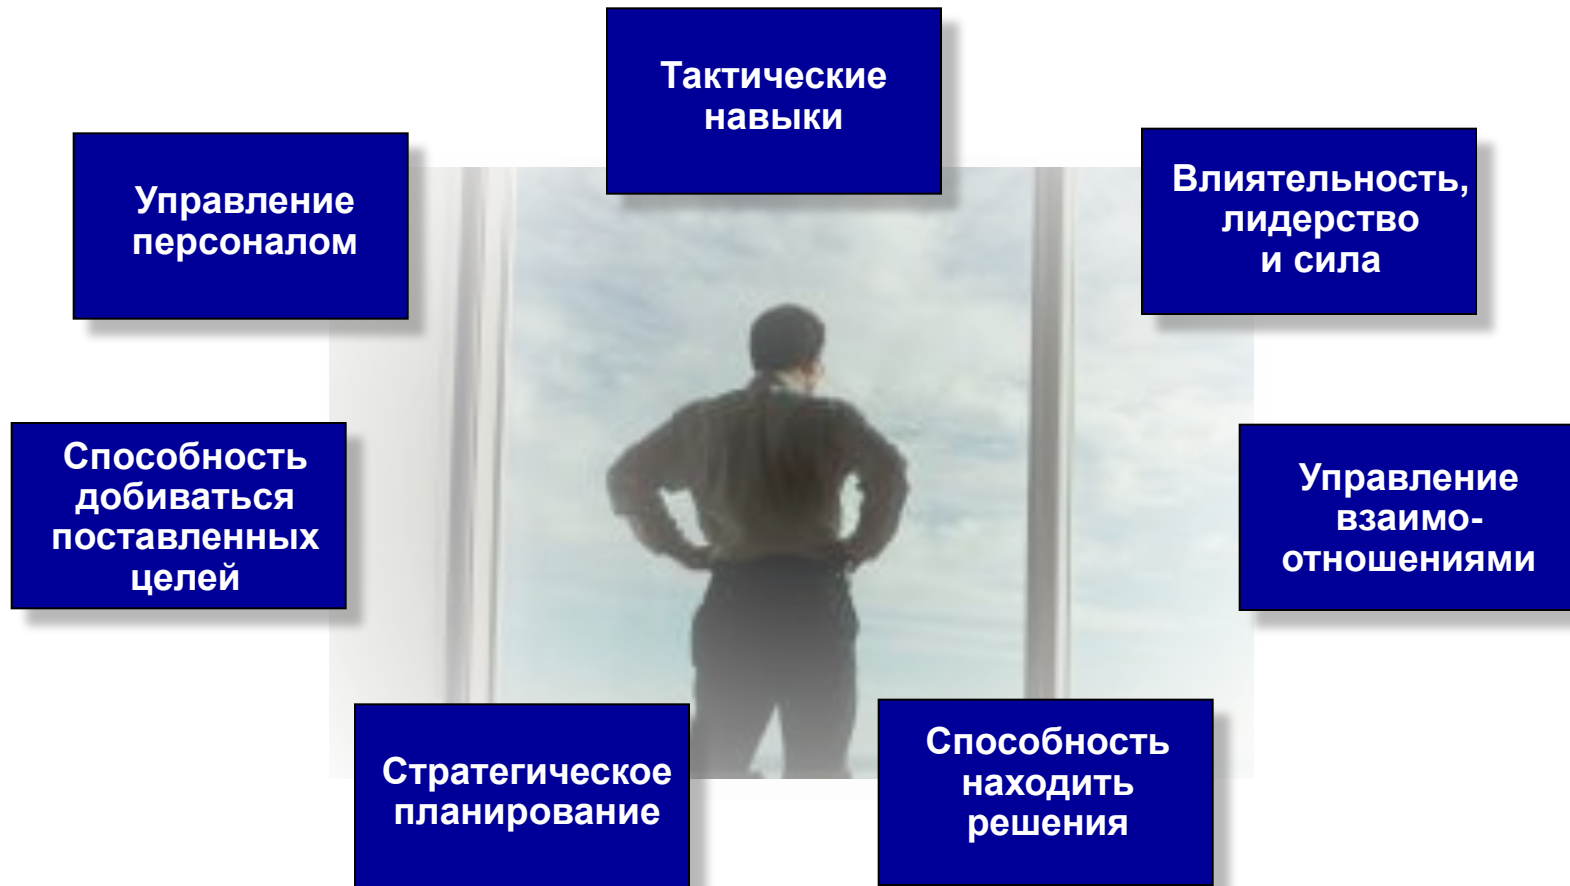 Тактические
навыки
Управление
персоналом
Влиятельность,
лидерство
и сила
Способность
добиваться
поставленных
целей
Управление
взаимо-
отношениями
Стратегическое
планирование
Способность
находить
решения